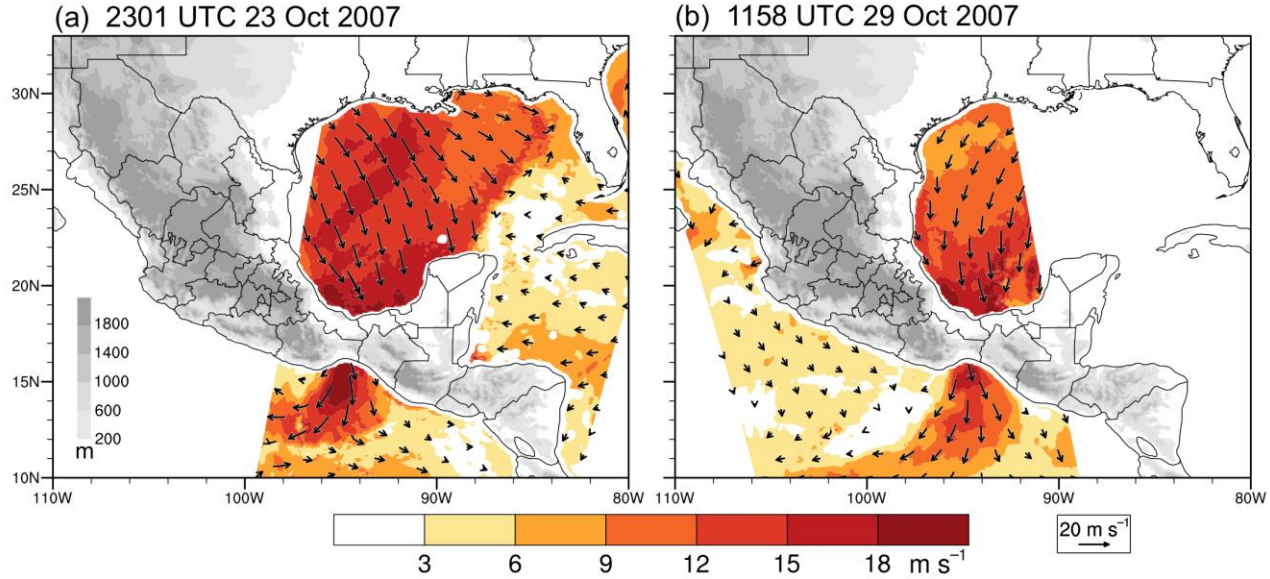 (a) 2301 UTC 23 Oct 2007
(b) 1158 UTC 29 Oct 2007
30N
25N
20N
15N
10N
1800
1400
1000
600
200
m
110W
100W
90W
80W
110W
100W
90W
80W
3
6
9
12
15
18
m s⁻¹
20 m s⁻¹